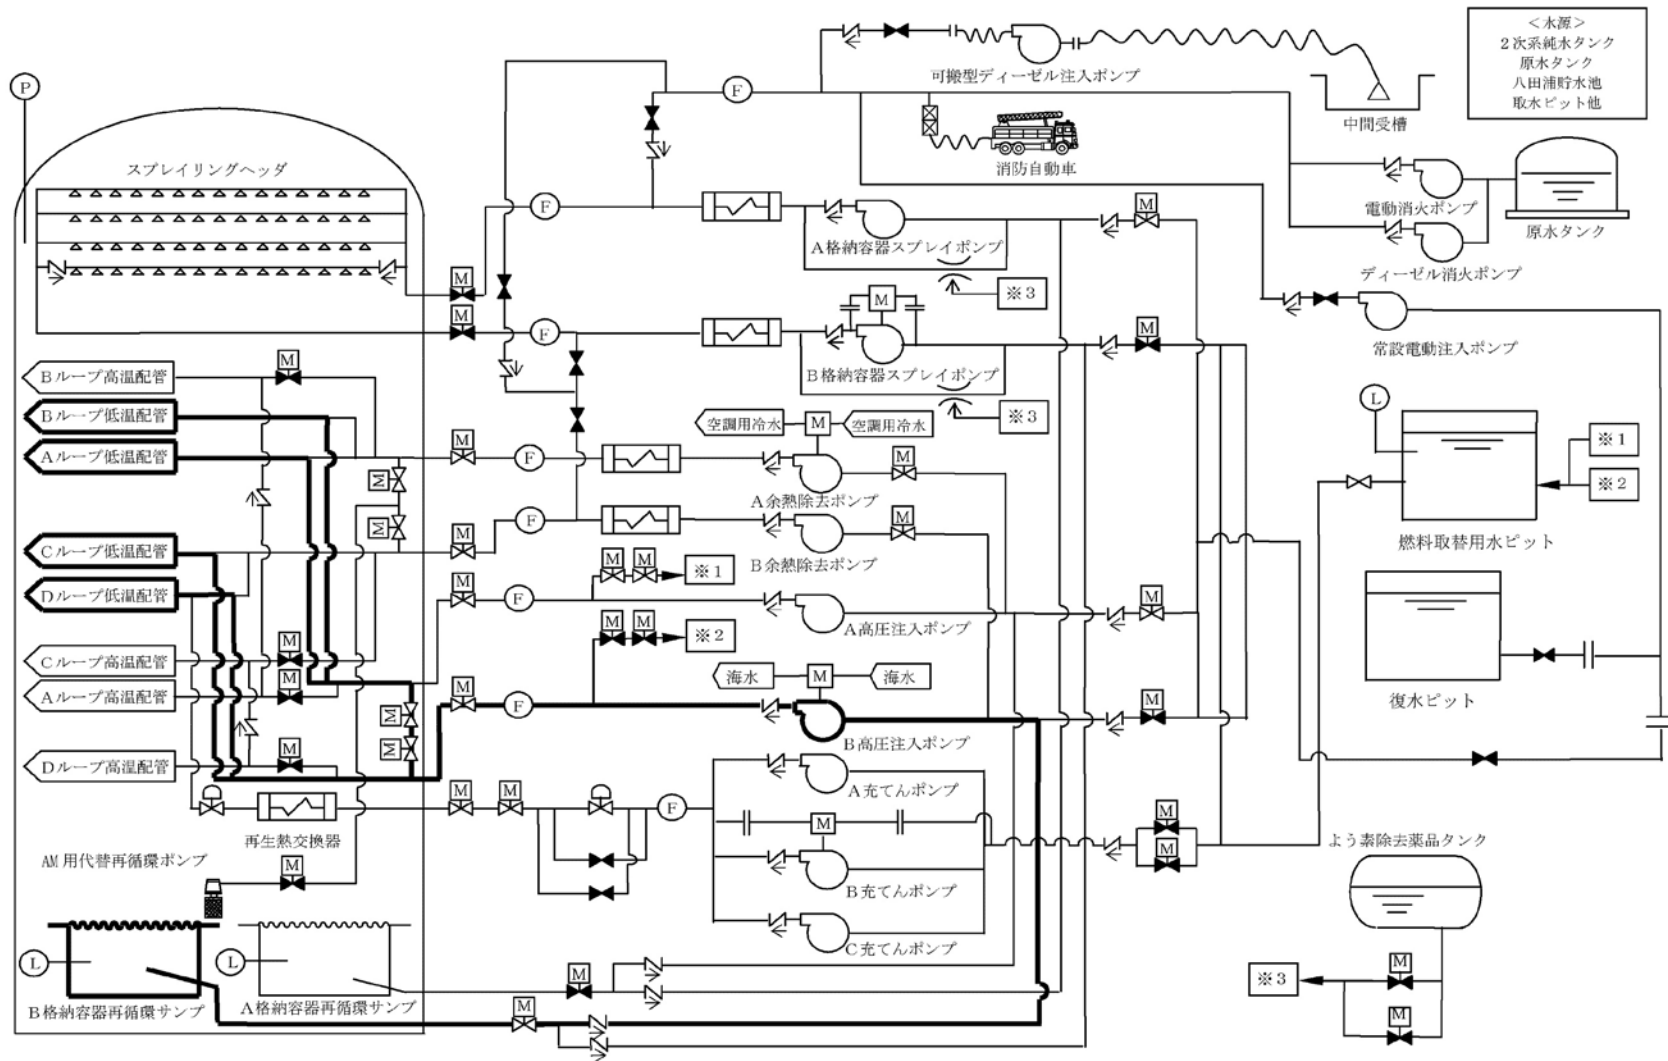 ＜水源＞
２次系純水タンク
原水タンク
八田浦貯水池
取水ピット他
P
可搬型ディーゼル注入ポンプ
中間受槽
F
消防自動車
スプレイリングヘッダ
電動消火ポンプ
原水タンク
ディーゼル消火ポンプ
F
M
A格納容器スプレイポンプ
※3
M
M
F
M
M
B格納容器スプレイポンプ
※3
常設電動注入ポンプ
L
※1
※2
燃料取替用水ピット
Bループ高温配管
M
Bループ低温配管
Aループ低温配管
M
F
空調用冷水
M
空調用冷水
M
A余熱除去ポンプ
M
M
Cループ低温配管
M
F
M
B余熱除去ポンプ
Dループ低温配管
M
F
M
M
※1
A高圧注入ポンプ
M
M
M
※2
Cループ高温配管
M
Aループ高温配管
M
M
F
海水
M
海水
B高圧注入ポンプ
M
復水ピット
M
M
Dループ高温配管
M
再生熱交換器
M
M
F
A充てんポンプ
M
B充てんポンプ
C充てんポンプ
M
M
AM用代替再循環ポンプ
M
よう素除去薬品タンク
L
B格納容器再循環サンプ
L
A格納容器再循環サンプ
M
M
※3
M
M